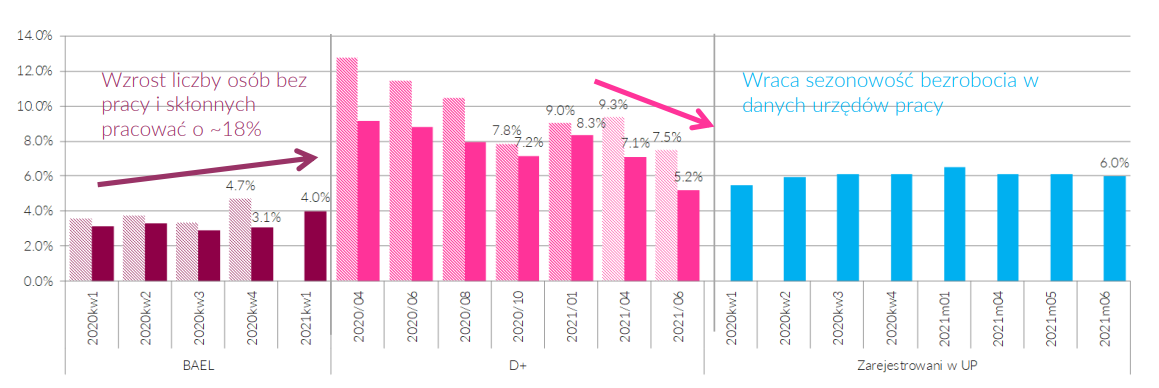 14.0%
12.0%
10.0%
8.0%
6.0%
4.0%
2.0%
0.0%
Wzrost liczby osób bez
pracy i skłonnych
pracować o ~18%
Wraca sezonowość bezrobocia w
danych urzędów pracy
4.7%
3.1%
4.0%
7.8%
7.2%
9.0%
8.3%
9.3%
7.1%
7.5%
5.2%
6.0%
2020kw1
2020kw2
2020kw3
2020kw4
2021kw1
2020/04
2020/06
2020/08
2020/10
2021/01
2021/04
2021/06
2020kw1
2020kw2
2020kw3
2020kw4
2021m01
2021m04
2021m05
2021m06
BAEL
D+
Zarejestrowani w UP